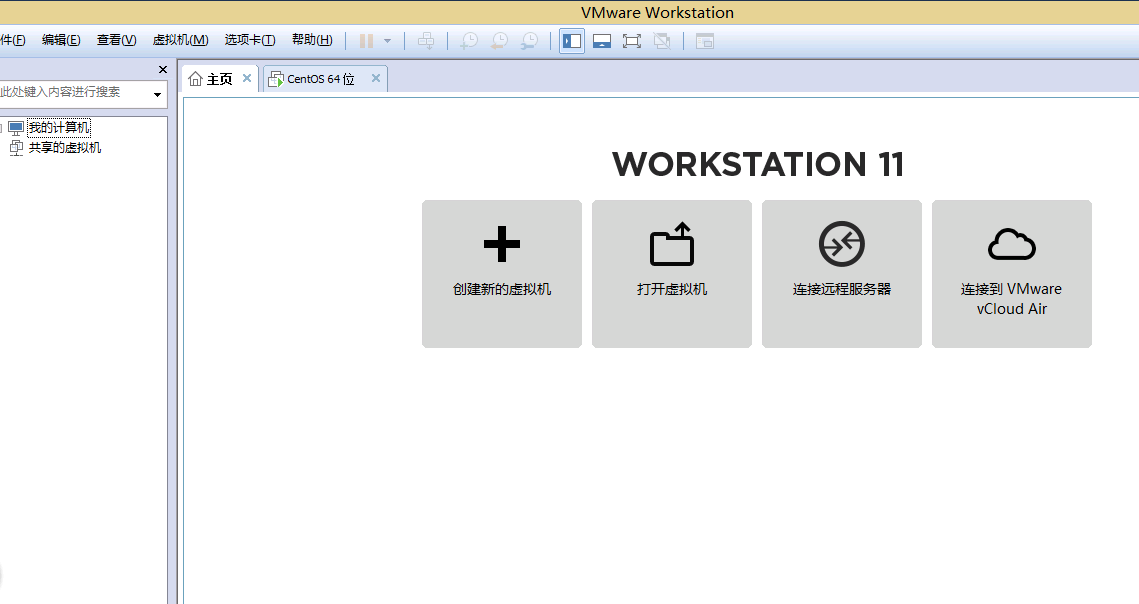 VMware Workstation
件(F) 编辑(E) 查看(V) 虚拟机(M) 选项卡(T) 帮助(H)
主页 CentOS 64 位
此处键入内容进行搜索
我的计算机
共享的虚拟机
WORKSTATION 11
创建新的虚拟机
打开虚拟机
连接远程服务器
连接到 VMware
vCloud Air